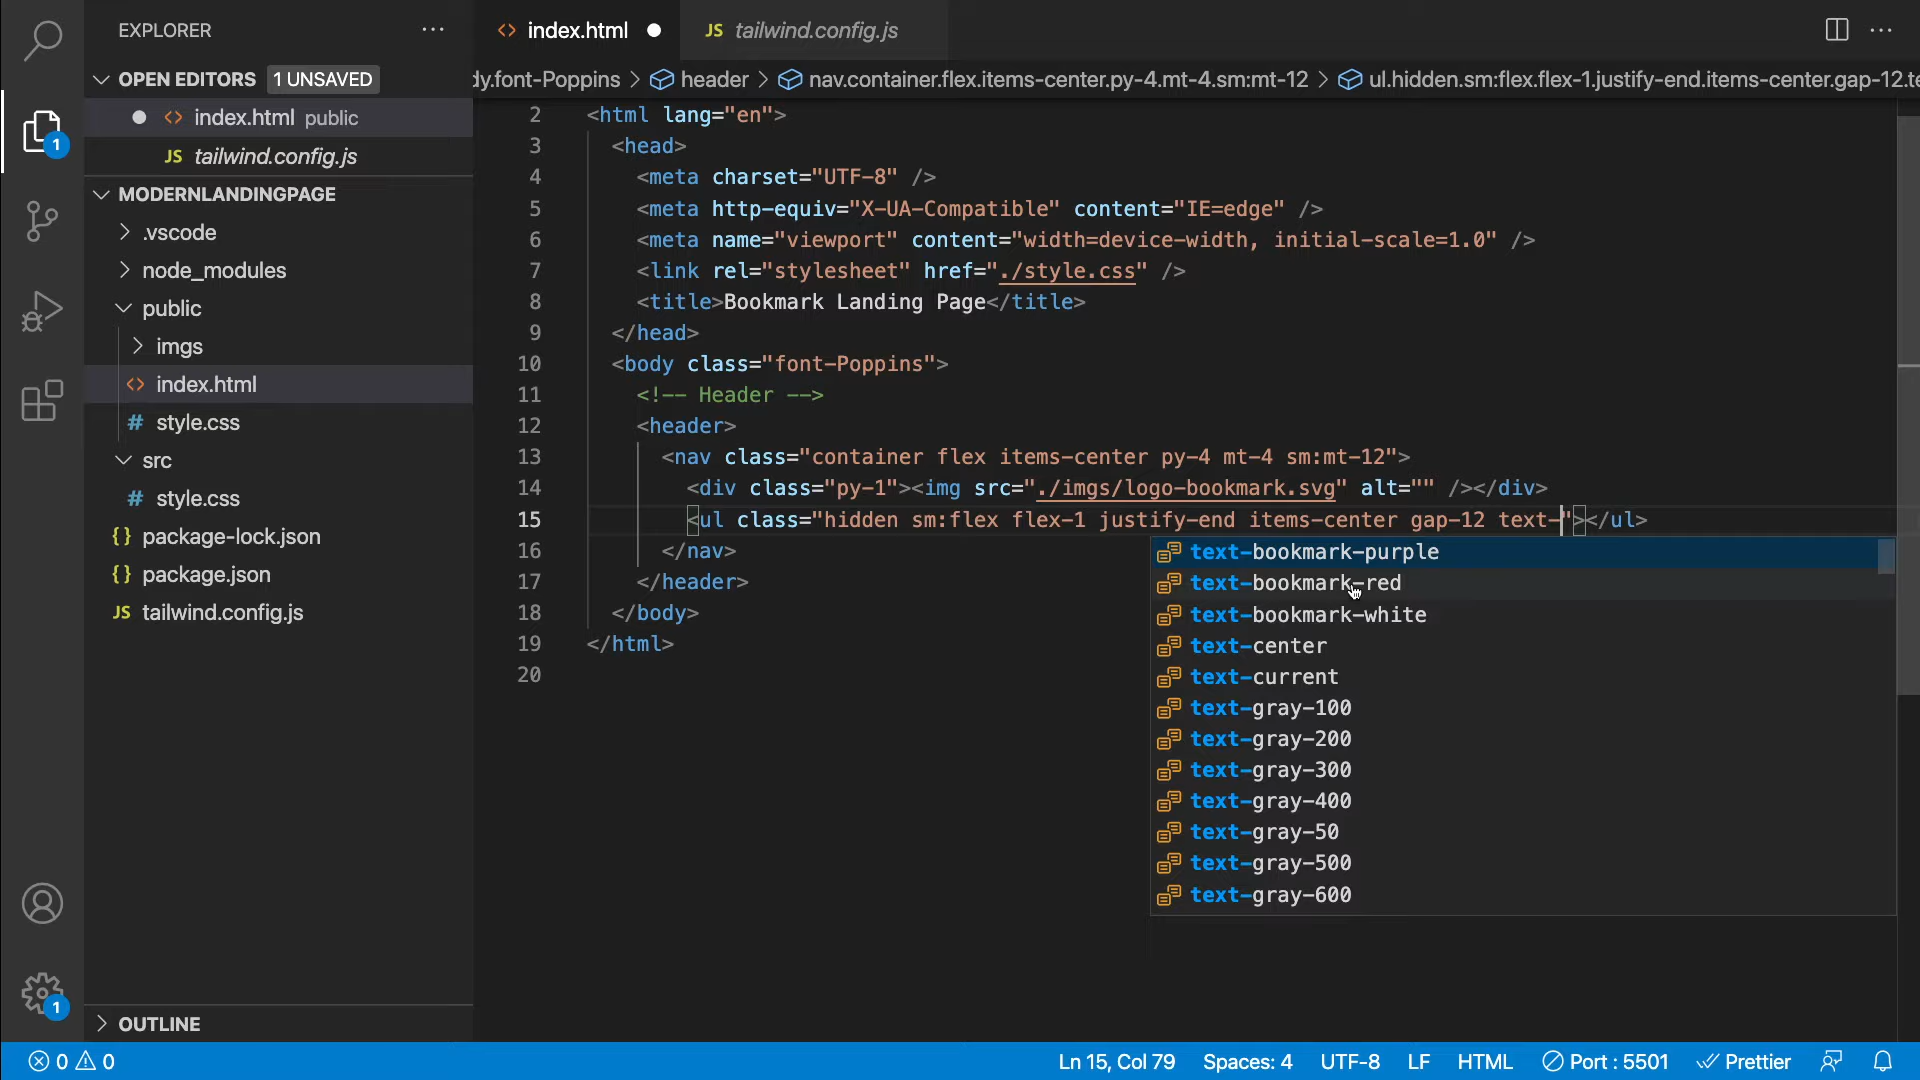 EXPLORER
OPEN EDITORS 1 UNSAVED
index.html public
JS tailwind.config.js
MODERNLANDINGPAGE
.vscode
node_modules
public
imgs
<> index.html
# style.css
src
# style.css
{} package-lock.json
{} package.json
JS tailwind.config.js
OUTLINE
1
1
<> index.html
JS tailwind.config.js
dy.font-Poppins > header > nav.container.flex.items-center.py-4.mt-4.sm:mt-12 > ul.hidden.sm:flex.flex-1.justify-end.items-center.gap-12.te
2 <html lang="en">
3 <head>
4 <meta charset="UTF-8" />
5 <meta http-equiv="X-UA-Compatible" content="IE=edge" />
6 <meta name="viewport" content="width=device-width, initial-scale=1.0" />
7 <link rel="stylesheet" href="./style.css" />
8 <title>Bookmark Landing Page</title>
9 </head>
10 <body class="font-Poppins">
11 <!-- Header -->
12 <header>
13 <nav class="container flex items-center py-4 mt-4 sm:mt-12">
14 <div class="py-1"><img src="./imgs/logo-bookmark.svg" alt="" /></div>
15 <ul class="hidden sm:flex flex-1 justify-end items-center gap-12 text-"></ul>
16 </nav>
17 </header>
18 </body>
19 </html>
20
text-bookmark-purple
text-bookmark-red
text-bookmark-white
text-center
text-current
text-gray-100
text-gray-200
text-gray-300
text-gray-400
text-gray-50
text-gray-500
text-gray-600
0 0
Ln 15, Col 79 Spaces: 4 UTF-8 LF HTML Port : 5501 Prettier